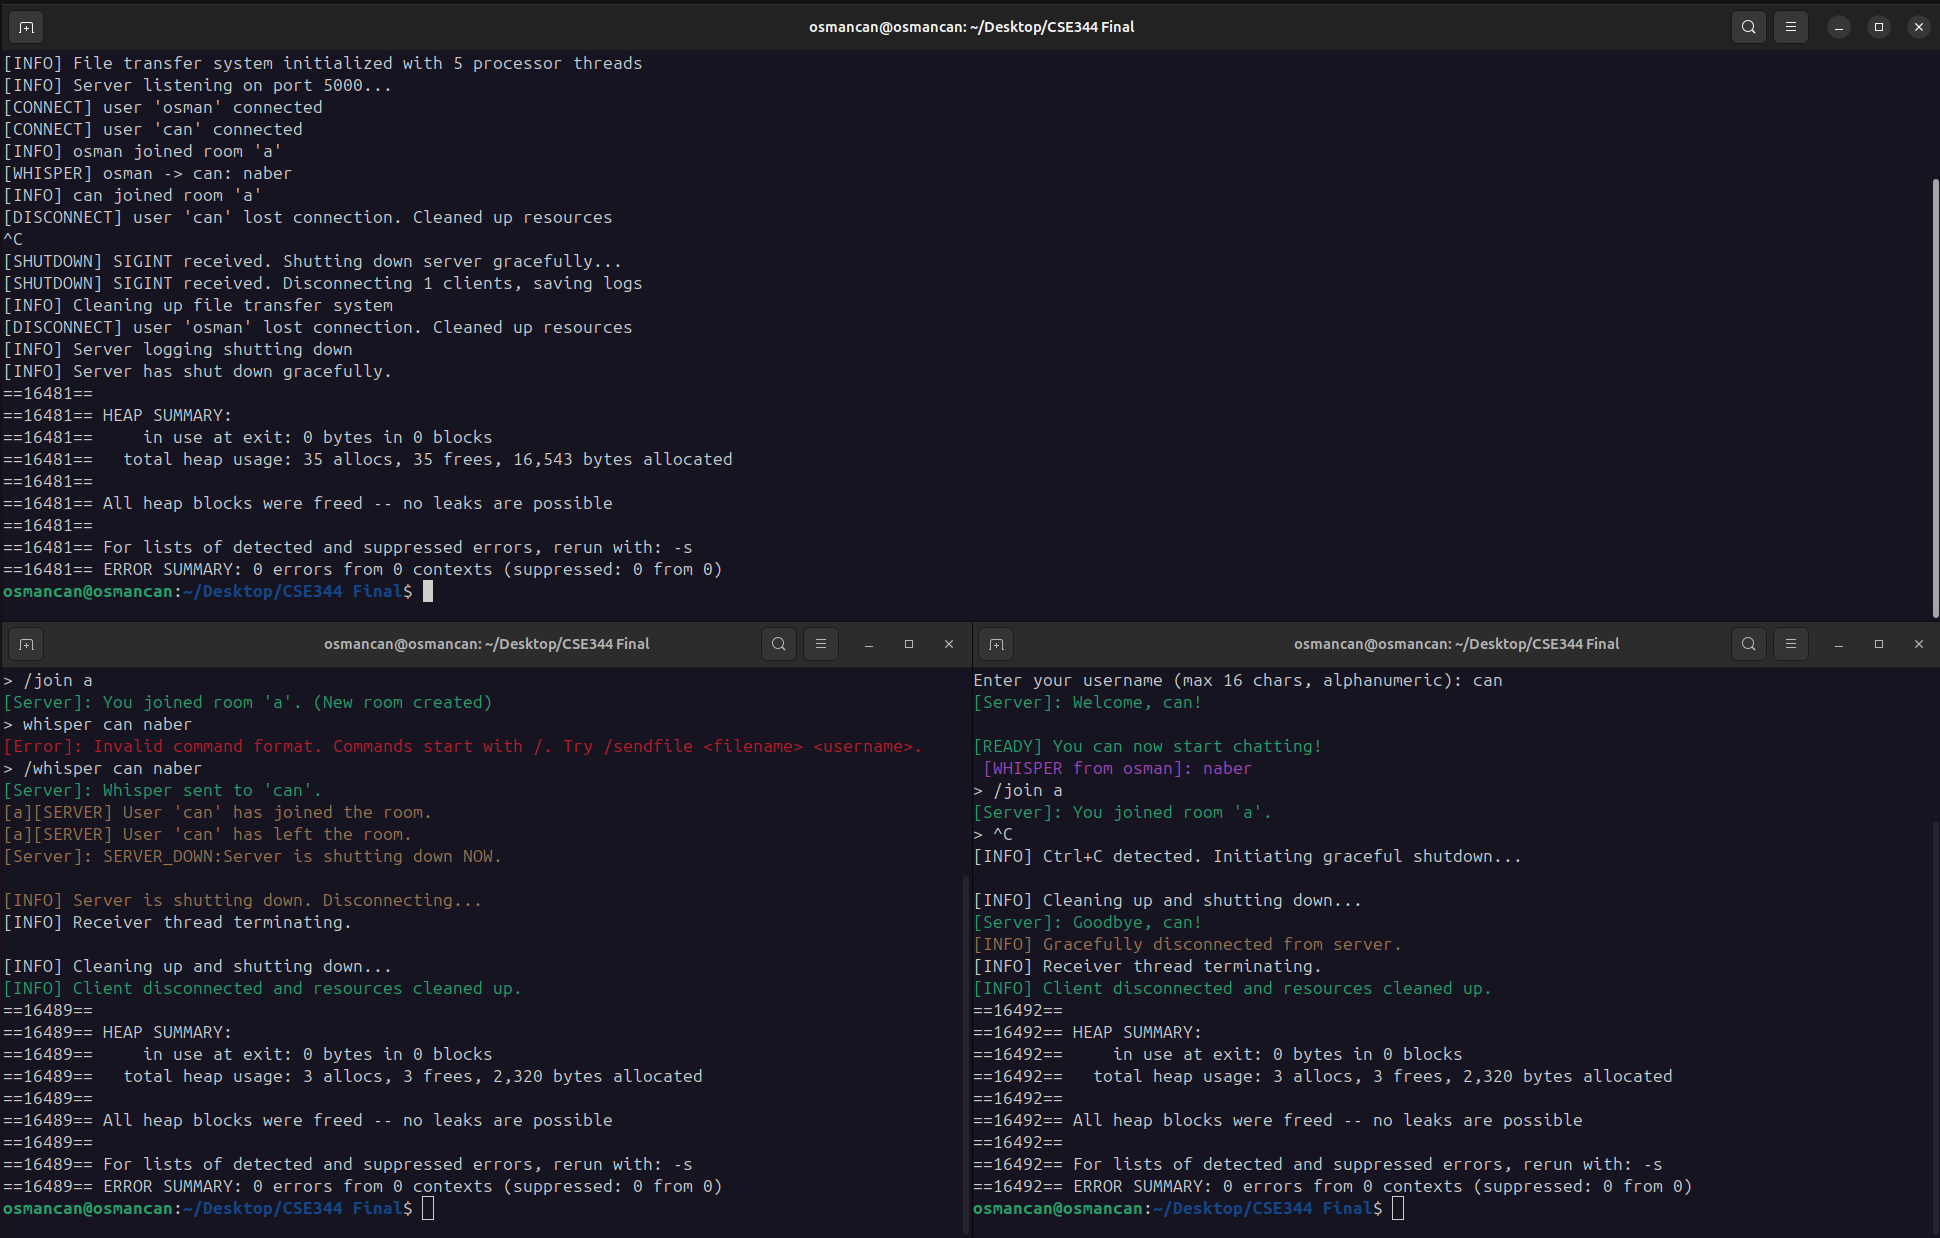 osmancan@osmancan: ~/Desktop/CSE344 Final
[INFO] File transfer system initialized with 5 processor threads
[INFO] Server listening on port 5000...
[CONNECT] user 'osman' connected
[CONNECT] user 'can' connected
[INFO] osman joined room 'a'
[WHISPER] osman -> can: naber
[INFO] can joined room 'a'
[DISCONNECT] user 'can' lost connection. Cleaned up resources
^C
[SHUTDOWN] SIGINT received. Shutting down server gracefully...
[SHUTDOWN] SIGINT received. Disconnecting 1 clients, saving logs
[INFO] Cleaning up file transfer system
[DISCONNECT] user 'osman' lost connection. Cleaned up resources
[INFO] Server logging shutting down
[INFO] Server has shut down gracefully.
==16481==
==16481== HEAP SUMMARY:
==16481==     in use at exit: 0 bytes in 0 blocks
==16481==   total heap usage: 35 allocs, 35 frees, 16,543 bytes allocated
==16481==
==16481== All heap blocks were freed -- no leaks are possible
==16481==
==16481== For lists of detected and suppressed errors, rerun with: -s
==16481== ERROR SUMMARY: 0 errors from 0 contexts (suppressed: 0 from 0)
osmancan@osmancan:~/Desktop/CSE344 Final$
osmancan@osmancan: ~/Desktop/CSE344 Final
> /join a
[Server]: You joined room 'a'. (New room created)
> whisper can naber
[Error]: Invalid command format. Commands start with /. Try /sendfile <filename> <username>.
> /whisper can naber
[Server]: Whisper sent to 'can'.
[a][SERVER] User 'can' has joined the room.
[a][SERVER] User 'can' has left the room.
[Server]: SERVER_DOWN:Server is shutting down NOW.
[INFO] Server is shutting down. Disconnecting...
[INFO] Receiver thread terminating.
[INFO] Cleaning up and shutting down...
[INFO] Client disconnected and resources cleaned up.
==16489==
==16489== HEAP SUMMARY:
==16489==     in use at exit: 0 bytes in 0 blocks
==16489==   total heap usage: 3 allocs, 3 frees, 2,320 bytes allocated
==16489==
==16489== All heap blocks were freed -- no leaks are possible
==16489==
==16489== For lists of detected and suppressed errors, rerun with: -s
==16489== ERROR SUMMARY: 0 errors from 0 contexts (suppressed: 0 from 0)
osmancan@osmancan:~/Desktop/CSE344 Final$
osmancan@osmancan: ~/Desktop/CSE344 Final
Enter your username (max 16 chars, alphanumeric): can
[Server]: Welcome, can!
[READY] You can now start chatting!
[WHISPER from osman]: naber
> /join a
[Server]: You joined room 'a'.
> ^C
[INFO] Ctrl+C detected. Initiating graceful shutdown...
[INFO] Cleaning up and shutting down...
[Server]: Goodbye, can!
[INFO] Gracefully disconnected from server.
[INFO] Receiver thread terminating.
[INFO] Client disconnected and resources cleaned up.
==16492==
==16492== HEAP SUMMARY:
==16492==     in use at exit: 0 bytes in 0 blocks
==16492==   total heap usage: 3 allocs, 3 frees, 2,320 bytes allocated
==16492==
==16492== All heap blocks were freed -- no leaks are possible
==16492==
==16492== For lists of detected and suppressed errors, rerun with: -s
==16492== ERROR SUMMARY: 0 errors from 0 contexts (suppressed: 0 from 0)
osmancan@osmancan:~/Desktop/CSE344 Final$